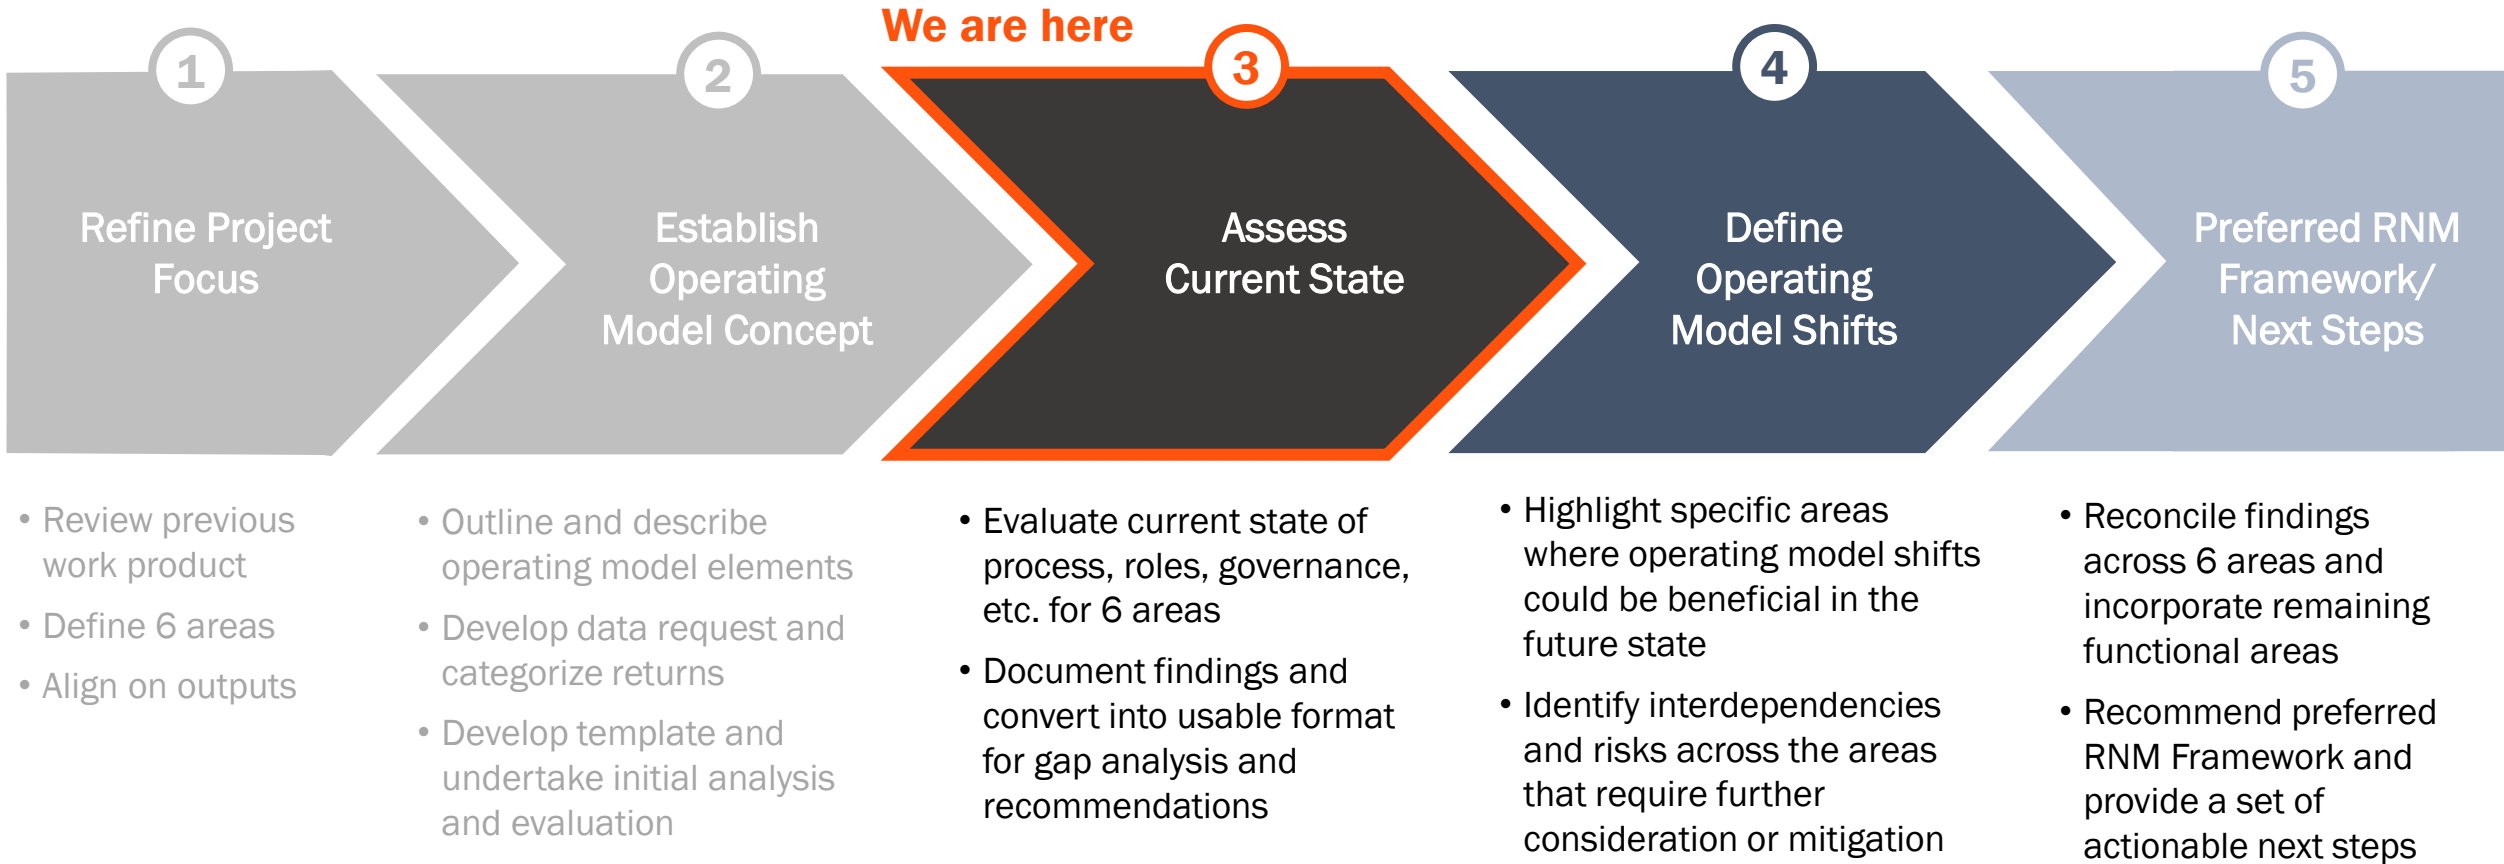 We are here
1
2
3
4
5
Refine Project
Focus
Establish
Operating
Model Concept
Assess
Current State
Define
Operating
Model Shifts
Preferred RNM
Framework/
Next Steps
• Review previous
work product
• Define 6 areas
• Align on outputs
• Outline and describe
operating model elements
• Develop data request and
categorize returns
• Develop template and
undertake initial analysis
and evaluation
• Evaluate current state of
process, roles, governance,
etc. for 6 areas
• Document findings and
convert into usable format
for gap analysis and
recommendations
• Highlight specific areas
where operating model shifts
could be beneficial in the
future state
• Identify interdependencies
and risks across the areas
that require further
consideration or mitigation
• Reconcile findings
across 6 areas and
incorporate remaining
functional areas
• Recommend preferred
RNM Framework and
provide a set of
actionable next steps